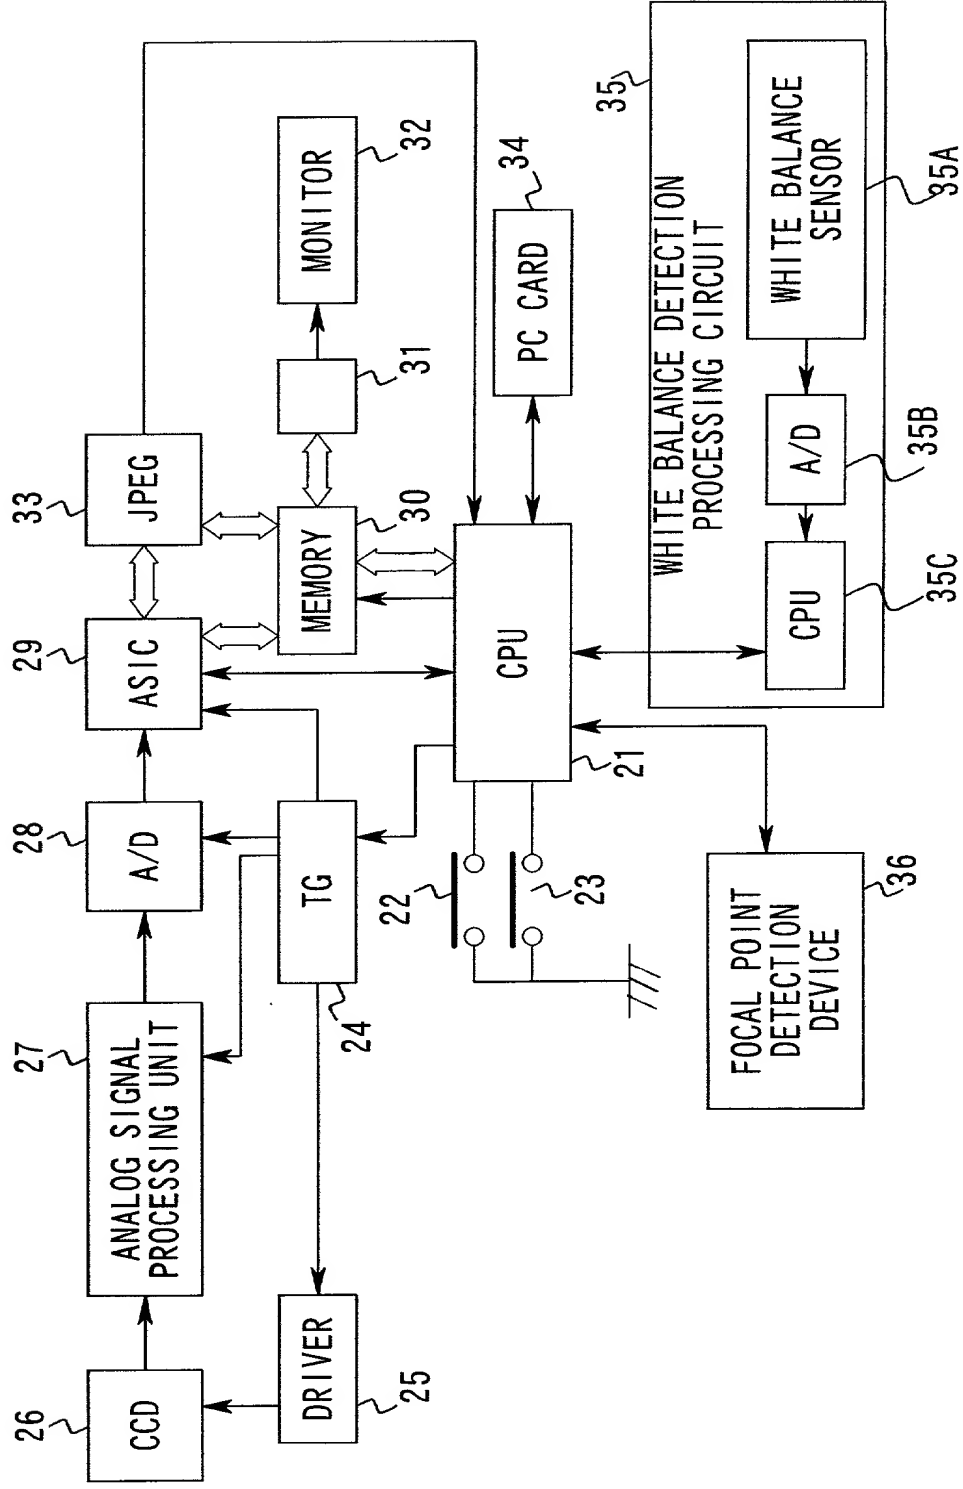 26
CCD
27
ANALOG SIGNAL
PROCESSING UNIT
28
A/D
29
ASIC
33
JPEG
DRIVER
25
TG
24
MEMORY
30
31
MONITOR
32
22
23
CPU
21
PC CARD
34
FOCAL POINT
DETECTION
DEVICE
36
WHITE BALANCE DETECTION
PROCESSING CIRCUIT
35
CPU
35C
A/D
35B
WHITE BALANCE
SENSOR
35A